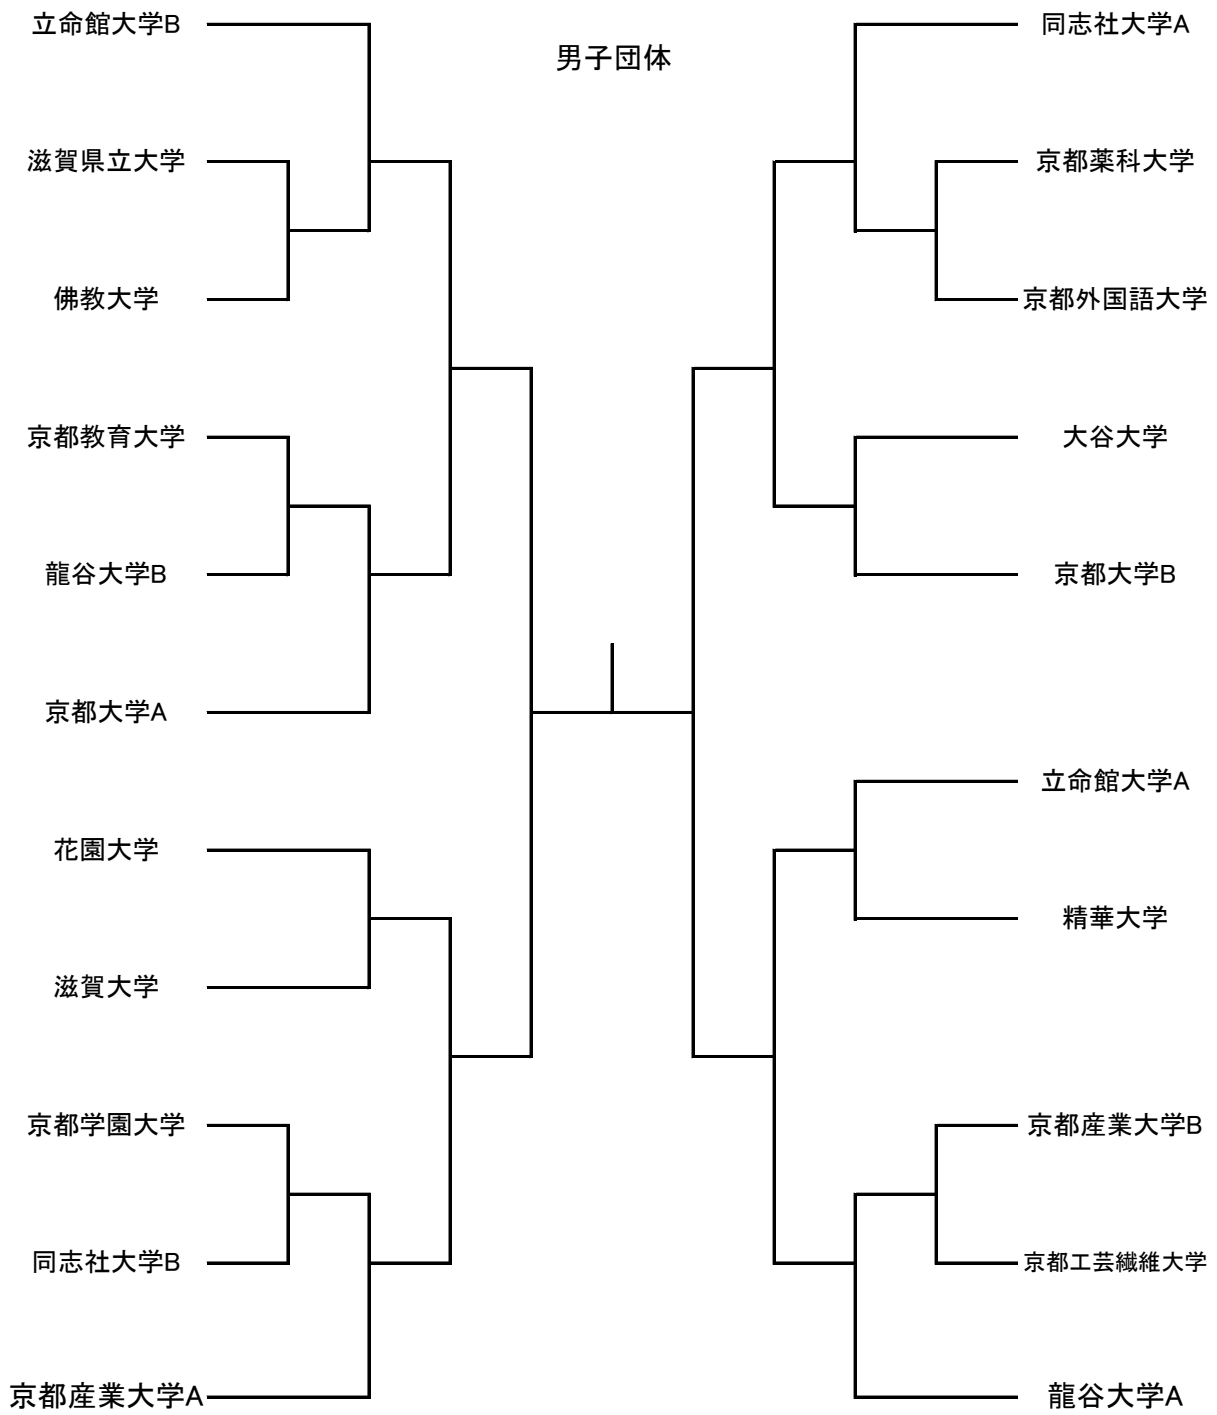 男子団体
立命館大学B
滋賀県立大学
佛教大学
京都教育大学
龍谷大学B
京都大学A
花園大学
滋賀大学
京都学園大学
同志社大学B
京都産業大学A
同志社大学A
京都薬科大学
京都外国語大学
大谷大学
京都大学B
立命館大学A
精華大学
京都産業大学B
京都工芸繊維大学
龍谷大学A